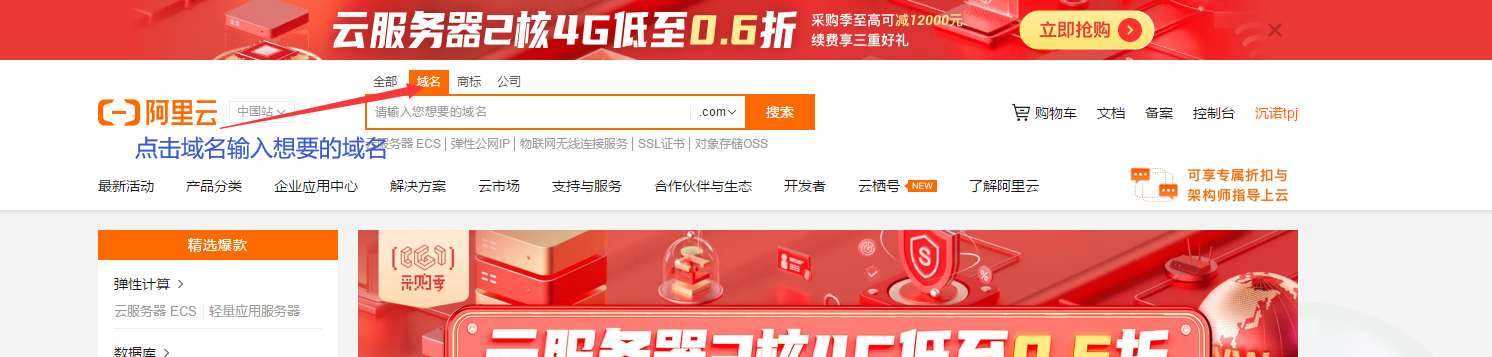 云服务器2核4G低至0.6折
采购季至高可减12000元
续费享三重好礼
立即抢购
全部 域名 商标 公司
阿里云
中国站
请输入您想要的域名
.com
搜索
购物车 文档 备案 控制台 沉诺tpj
点击域名输入想要的域名
云服务器 ECS 弹性公网IP 物联网无线连接服务 SSL证书 对象存储OSS
最新活动 产品分类 企业应用中心 解决方案 云市场 支持与服务 合作伙伴与生态 开发者 云栖号 NEW 了解阿里云
可享专属折扣与
架构师指导上云
精选爆款
弹性计算
云服务器 ECS 轻量应用服务器
数据库
采购季
云服务器2核4G低至0.6折